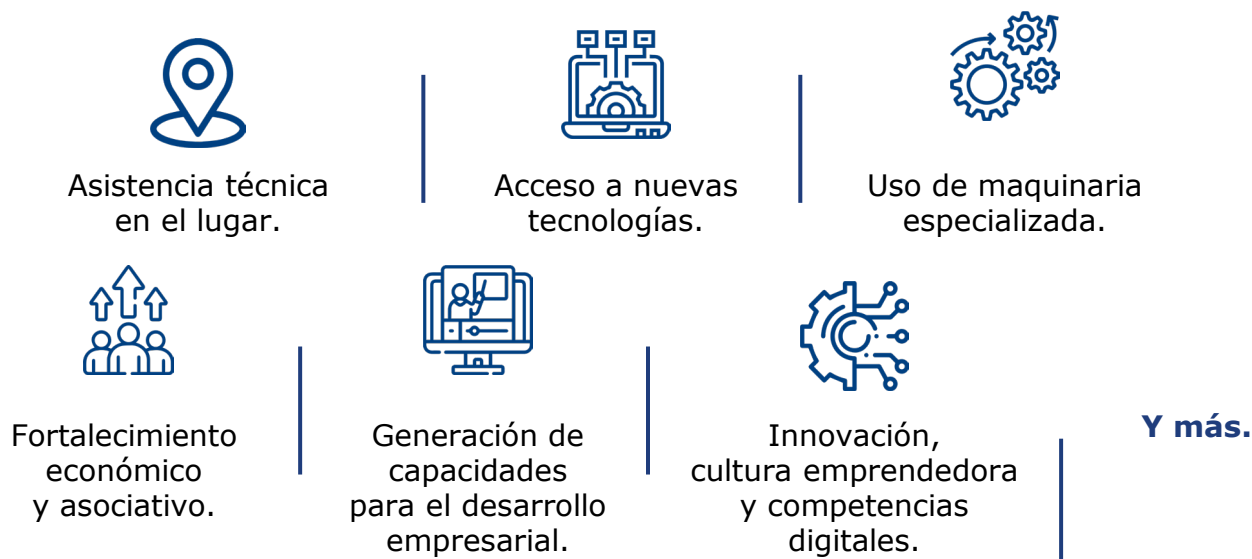 Asistencia técnica
en el lugar.
Acceso a nuevas
tecnologías.
Uso de maquinaria
especializada.
Fortalecimiento
económico
y asociativo.
Generación de
capacidades
para el desarrollo
empresarial.
Innovación,
cultura emprendedora
y competencias
digitales.
Y más.